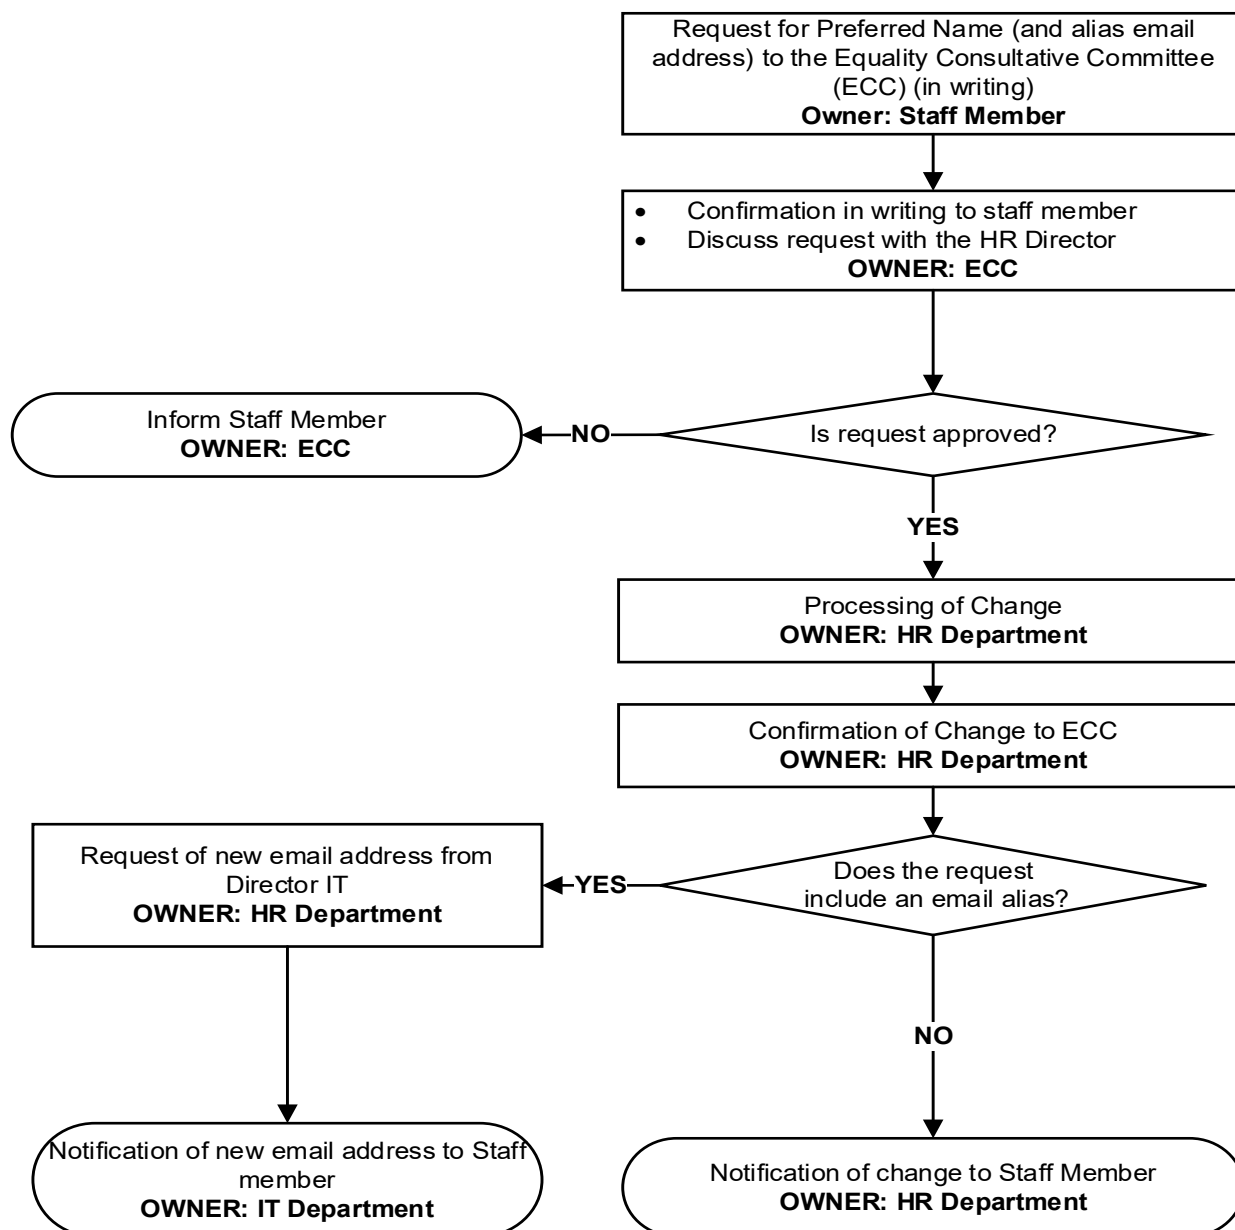 Request for Preferred Name (and alias email
address) to the Equality Consultative Committee
(ECC) (in writing)
Owner: Staff Member
• Confirmation in writing to staff member
• Discuss request with the HR Director
OWNER: ECC
Is request approved?
NO
Inform Staff Member
OWNER: ECC
YES
Processing of Change
OWNER: HR Department
Confirmation of Change to ECC
OWNER: HR Department
Does the request
include an email alias?
YES
Request of new email address from
Director IT
OWNER: HR Department
NO
Notification of new email address to Staff
member
OWNER: IT Department
Notification of change to Staff Member
OWNER: HR Department